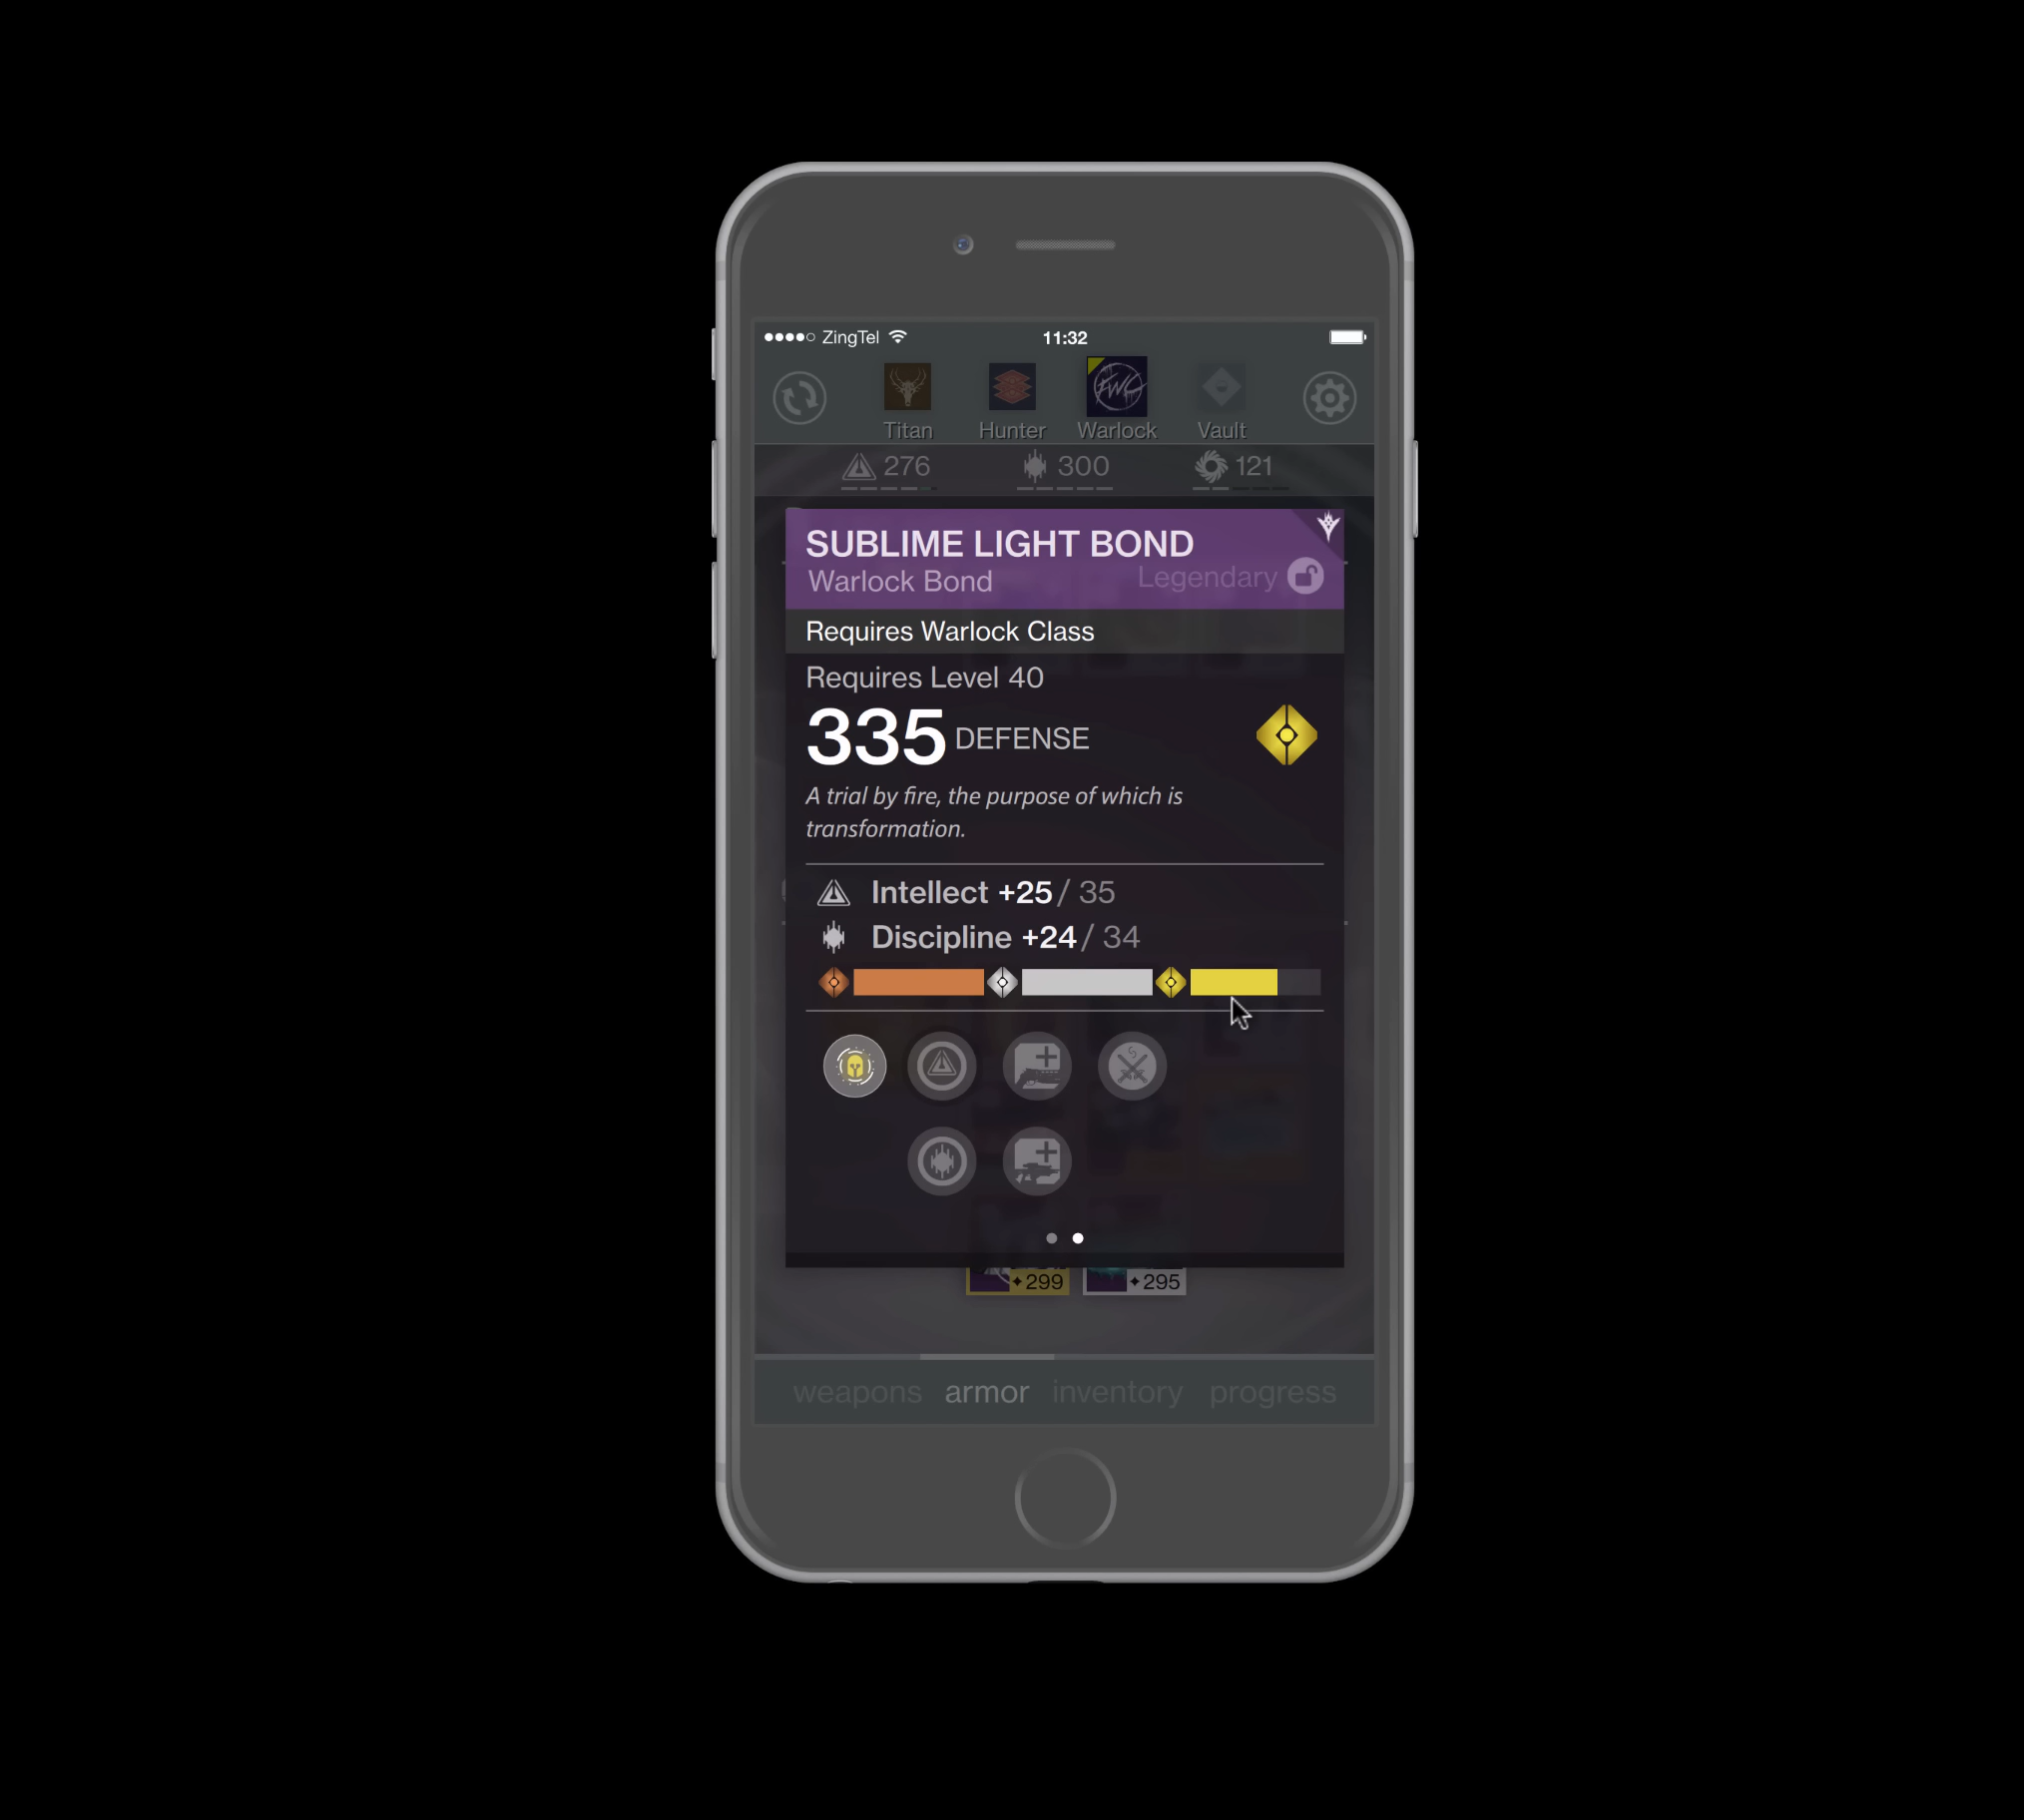 ZingTel 11:32
Titan Hunter Warlock Vault
276 300 121
SUBLIME LIGHT BOND
Warlock Bond Legendary
Requires Warlock Class
Requires Level 40
335 DEFENSE
A trial by fire, the purpose of which is
transformation.
Intellect +25 / 35
Discipline +24 / 34
299 295
weapons armor inventory progress